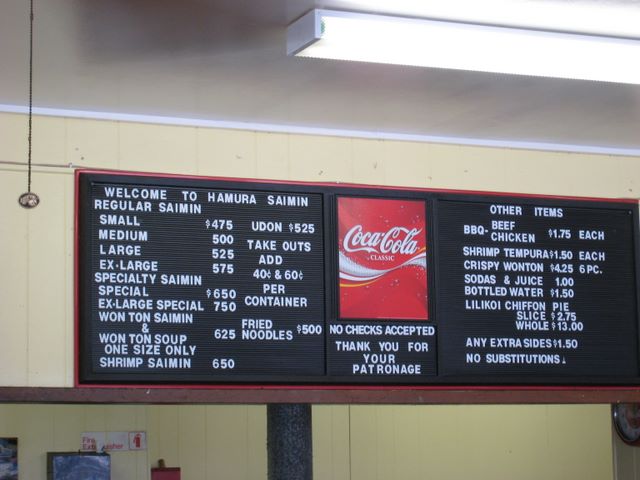 WELCOME TO HAMURA SAIMIN
REGULAR SAIMIN
SMALL $475
MEDIUM 500
LARGE 525
EX-LARGE 575
SPECIALTY SAIMIN
SPECIAL $650
EX-LARGE SPECIAL 750
WON TON SAIMIN
&
WON TON SOUP 625
ONE SIZE ONLY
SHRIMP SAIMIN 650
UDON $525
TAKE OUTS
ADD
40¢ & 60¢
PER
CONTAINER
FRIED
NOODLES $500
Coca-Cola
CLASSIC
NO CHECKS ACCEPTED
THANK YOU FOR
YOUR
PATRONAGE
OTHER ITEMS
BEEF
BBQ- $1.75 EACH
CHICKEN
SHRIMP TEMPURA $1.50 EACH
CRISPY WONTON $4.25 6 PC.
SODAS & JUICE 1.00
BOTTLED WATER $1.50
LILIKOI CHIFFON PIE
SLICE $2.75
WHOLE $13.00
ANY EXTRA SIDES $1.50
NO SUBSTITUTIONS
Fire